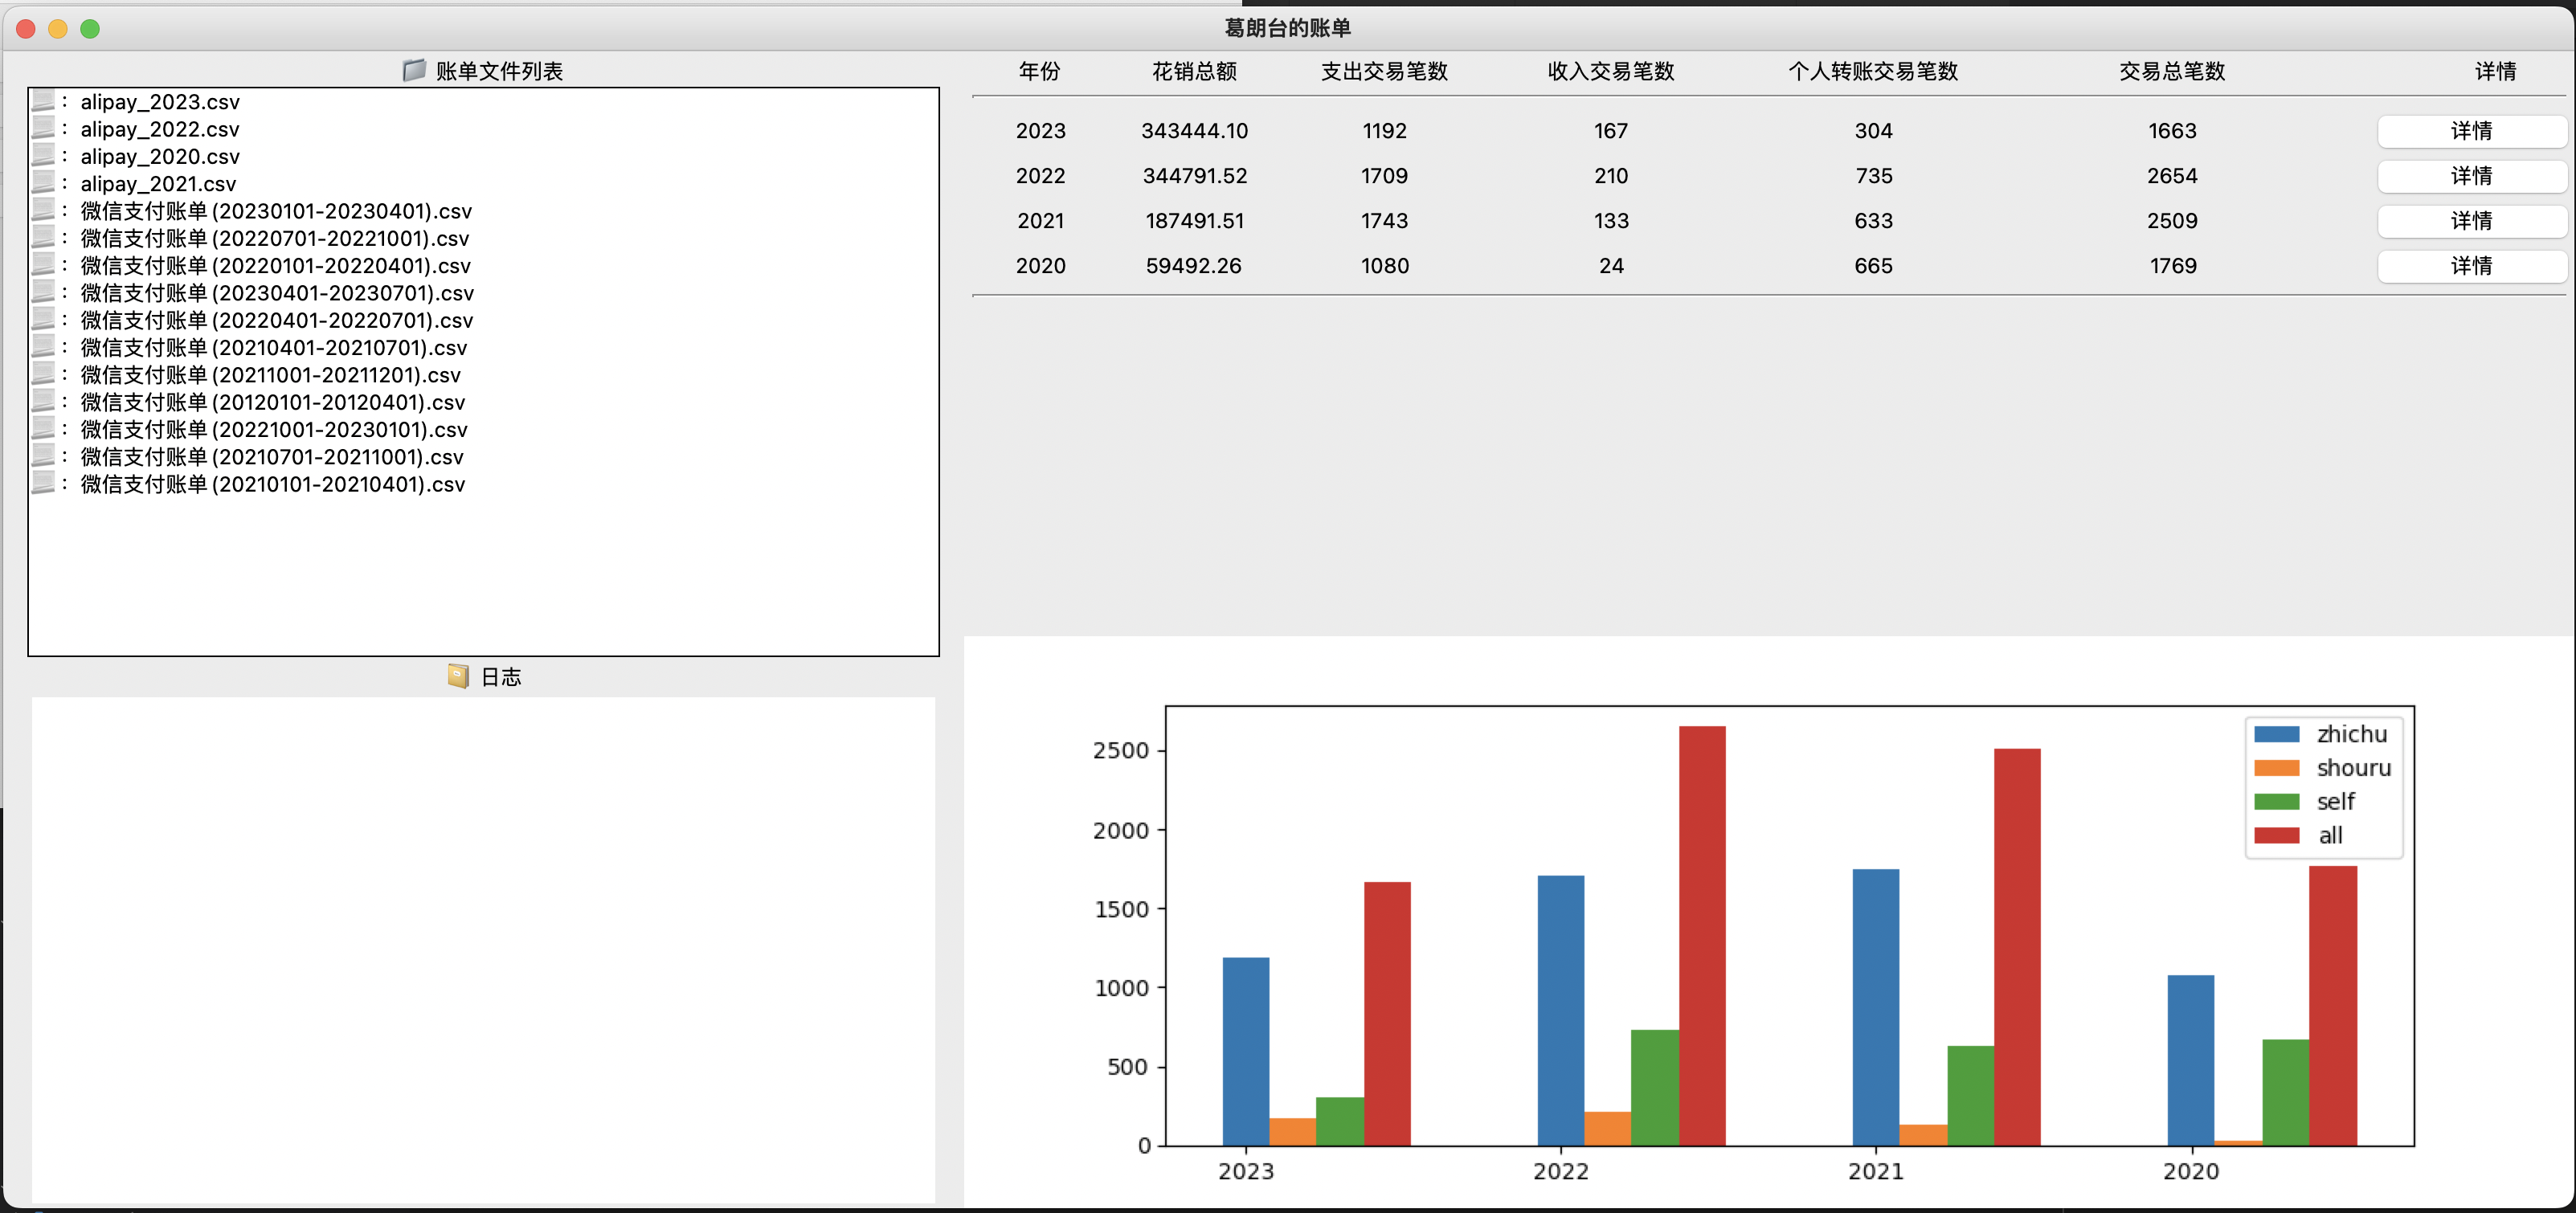 葛朗台的账单
账单文件列表
: alipay_2023.csv
: alipay_2022.csv
: alipay_2020.csv
: alipay_2021.csv
: 微信支付账单(20230101-20230401).csv
: 微信支付账单(20220701-20221001).csv
: 微信支付账单(20220101-20220401).csv
: 微信支付账单(20230401-20230701).csv
: 微信支付账单(20220401-20220701).csv
: 微信支付账单(20210401-20210701).csv
: 微信支付账单(20211001-20211201).csv
: 微信支付账单(20120101-20120401).csv
: 微信支付账单(20221001-20230101).csv
: 微信支付账单(20210701-20211001).csv
: 微信支付账单(20210101-20210401).csv
日志
年份 花销总额 支出交易笔数 收入交易笔数 个人转账交易笔数 交易总笔数 详情
2023 343444.10 1192 167 304 1663 详情
2022 344791.52 1709 210 735 2654 详情
2021 187491.51 1743 133 633 2509 详情
2020 59492.26 1080 24 665 1769 详情
zhichu
shouru
self
all
2500
2000
1500
1000
500
0
2023 2022 2021 2020